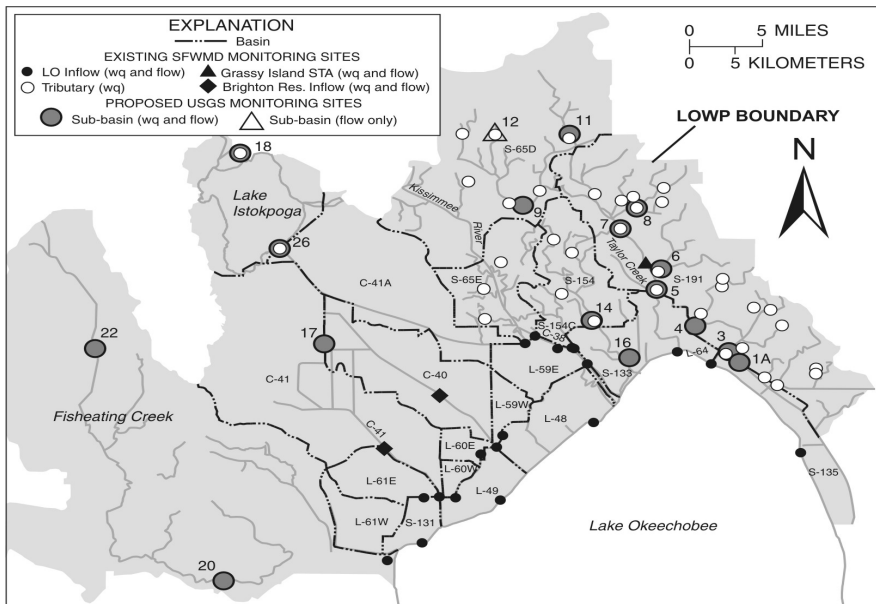 EXPLANATION
Basin
EXISTING SFWMD MONITORING SITES
LO Inflow (wq and flow)
Grassy Island STA (wq and flow)
Tributary (wq)
Brighton Res. Inflow (wq and flow)
PROPOSED USGS MONITORING SITES
Sub-basin (wq and flow)
Sub-basin (flow only)
0 5 MILES
0 5 KILOMETERS
LOWP BOUNDARY
N
12
11
S-65D
18
Kissimmee
River
Lake
Istokpoga
9
8
7
Taylor Creek
6
26
S-65E
S-154
S-191
C-41A
5
14
4
22
17
S-154C
C-38
16
3
1A
L-64
S-133
C-41
C-40
L-59E
Fisheating Creek
L-59W
L-48
C-41
L-60E
L-60W
L-61E
L-49
S-135
L-61W
S-131
Lake Okeechobee
20